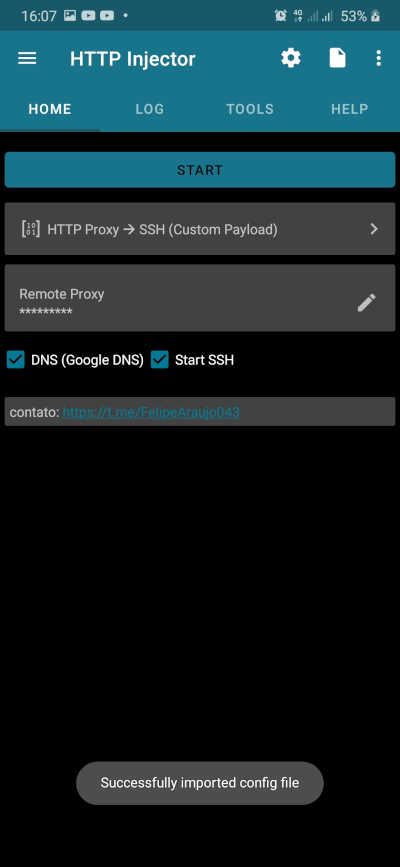 16:07 4G 53%
HTTP Injector
HOME LOG TOOLS HELP
START
HTTP Proxy → SSH (Custom Payload)
Remote Proxy
*********
DNS (Google DNS) Start SSH
contato: https://t.me/FelipeAraujo043
Successfully imported config file